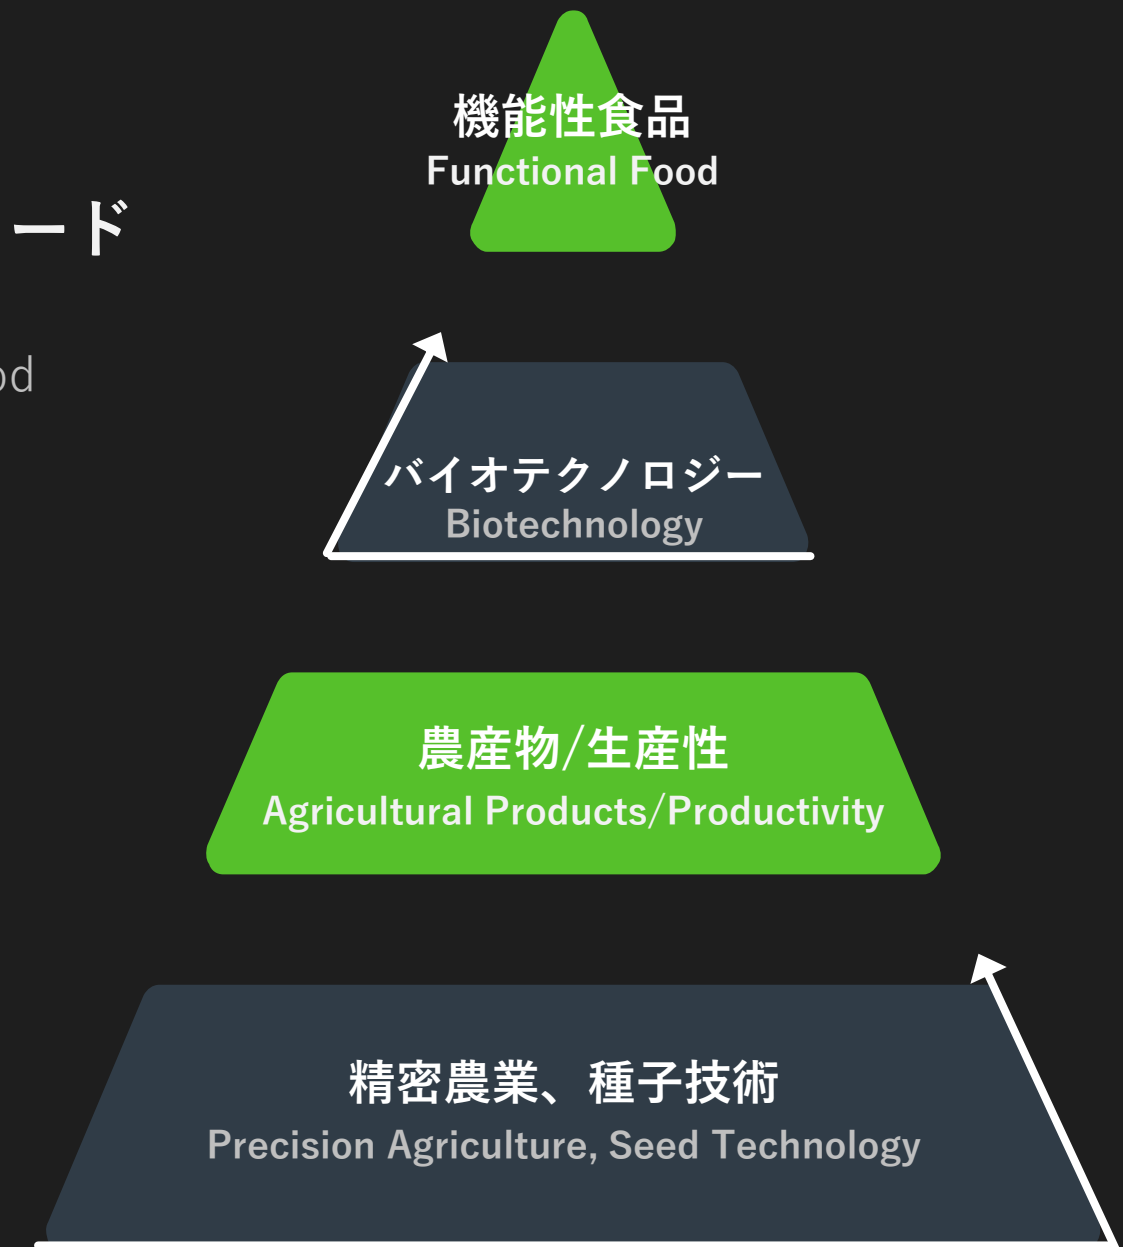 機能性食品
Functional Food
ード
od
バイオテクノロジー
Biotechnology
農産物/生産性
Agricultural Products/Productivity
精密農業、種子技術
Precision Agriculture, Seed Technology